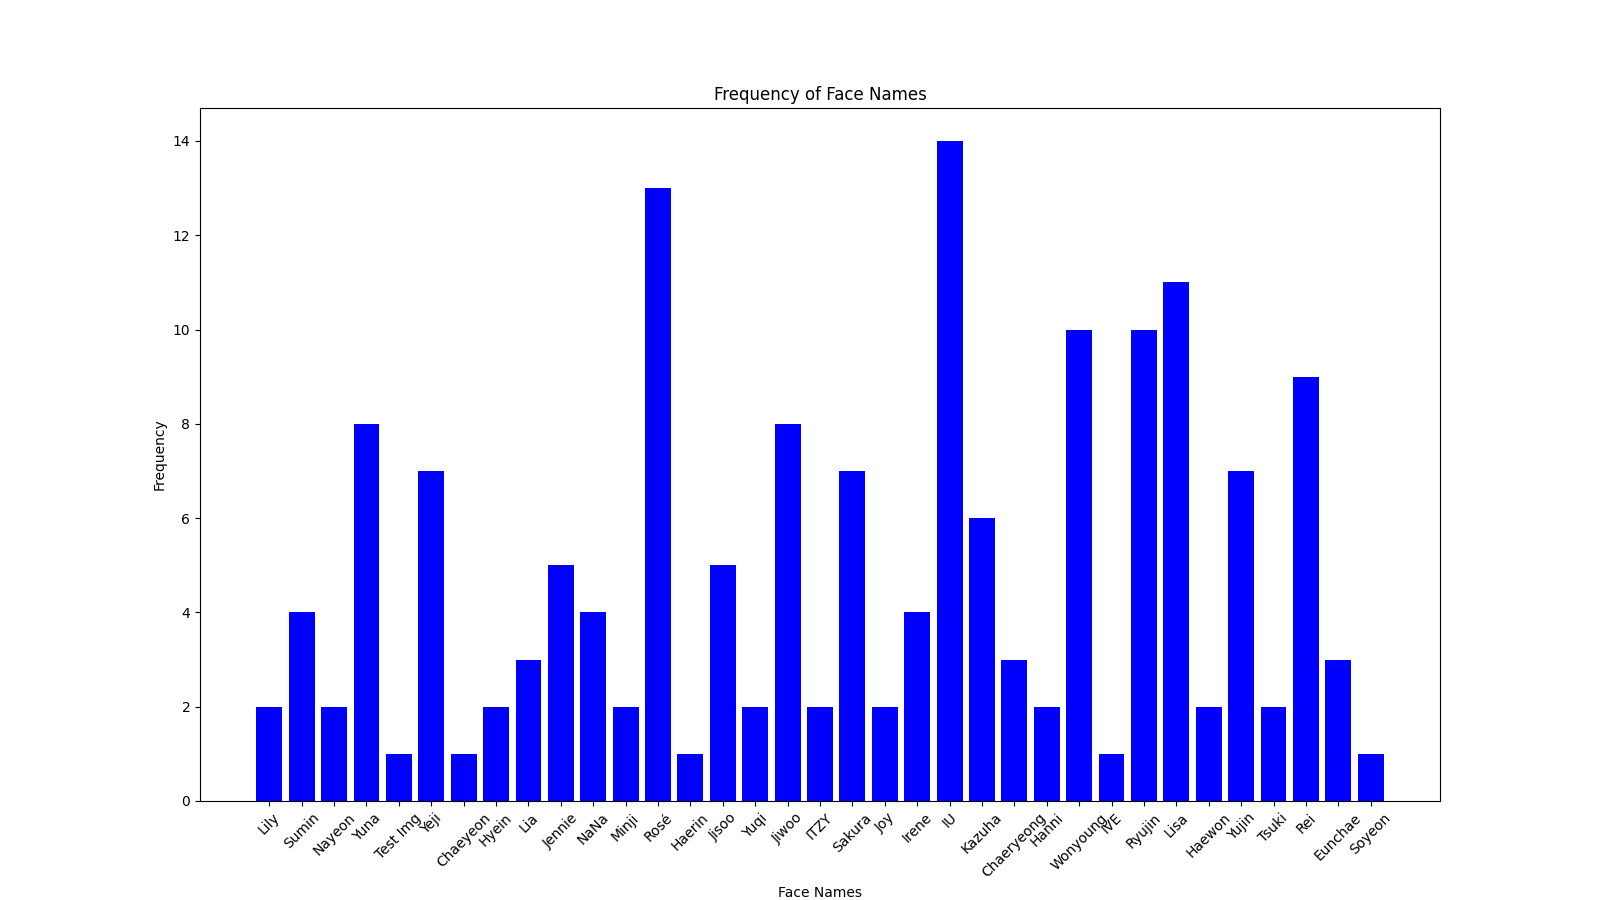 Frequency of Face Names
14
12
10
8
6
4
2
0
Frequency
Lily
Sumin
Nayeon
Yuna
Test Img
Yeji
Chaeyeon
Hyein
Lia
Jennie
NaNa
Minji
Rosé
Haerin
Jisoo
Yuqi
Jiwoo
ITZY
Sakura
Joy
Irene
IU
Kazuha
Chaeryeong
Hanni
Wonyoung
IVE
Ryujin
Lisa
Haewon
Yujin
Tsuki
Rei
Eunchae
Soyeon
Face Names